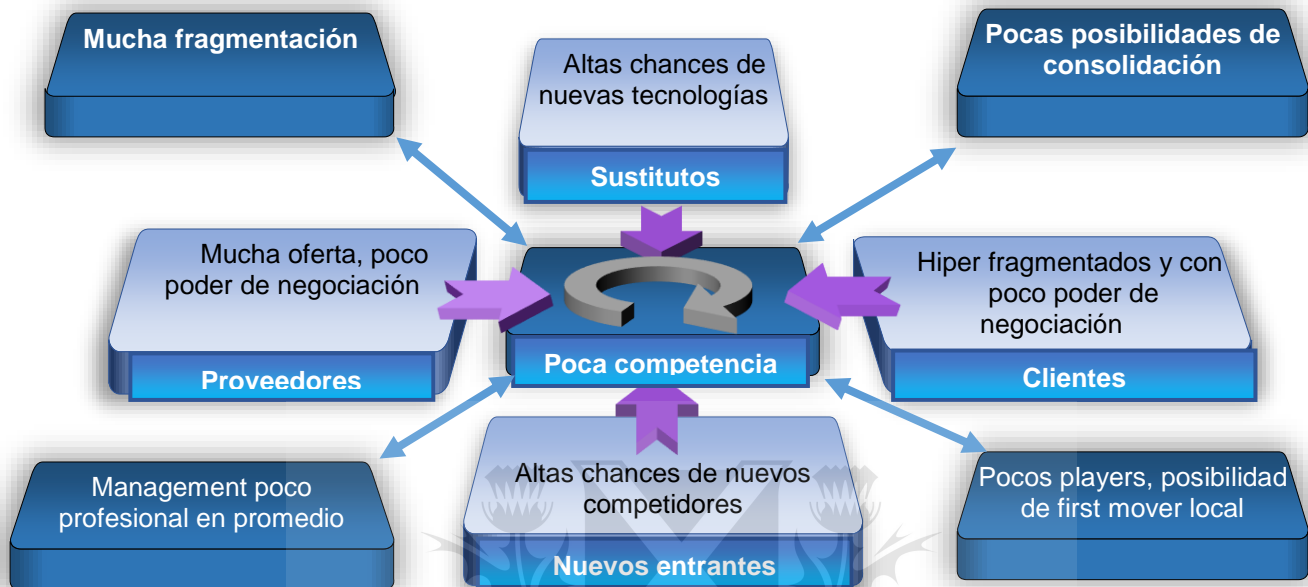 Mucha fragmentación
Altas chances de
nuevas tecnologías
Sustitutos
Pocas posibilidades de
consolidación
Mucha oferta, poco
poder de negociación
Proveedores
Poca competencia
Hiper fragmentados y con
poco poder de
negociación
Clientes
Management poco
profesional en promedio
Altas chances de nuevos
competidores
Nuevos entrantes
Pocos players, posibilidad
de first mover local